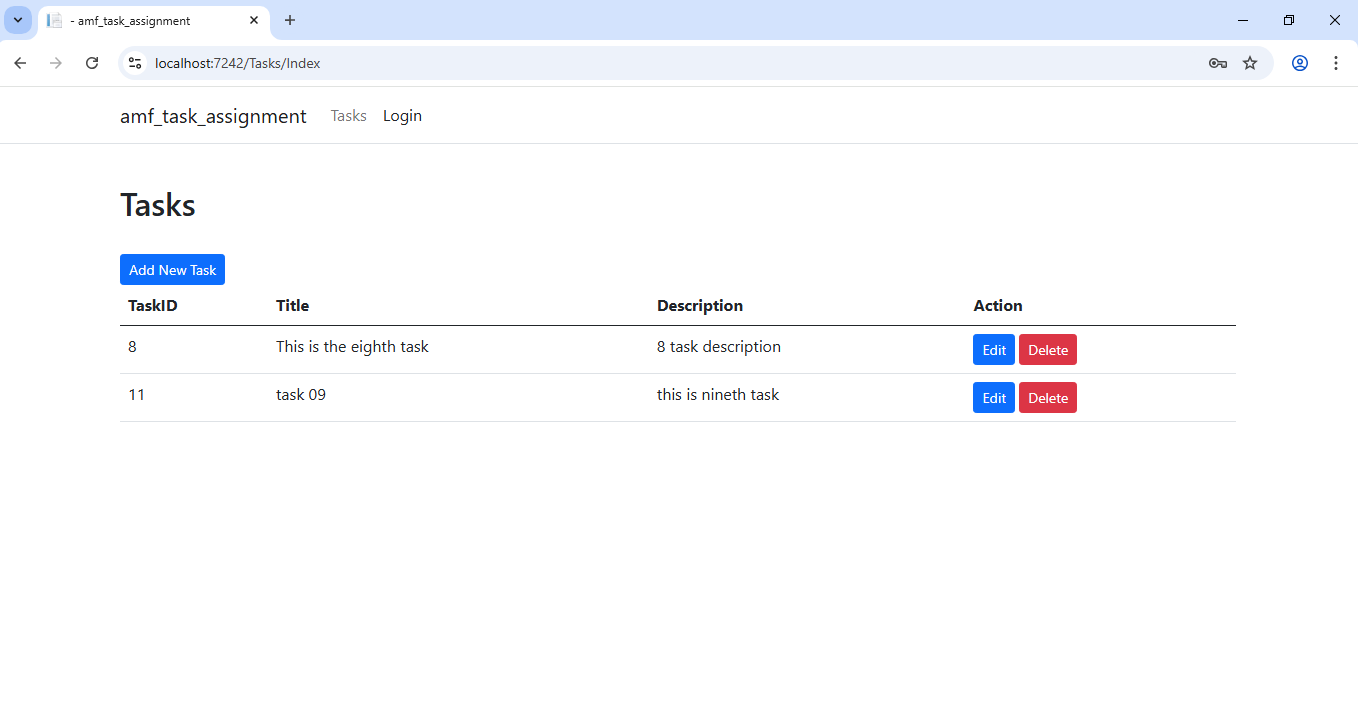 - amf_task_assignment
localhost:7242/Tasks/Index
amf_task_assignment Tasks Login
Tasks
Add New Task
TaskID Title Description Action
8 This is the eighth task 8 task description Edit Delete
11 task 09 this is nineth task Edit Delete